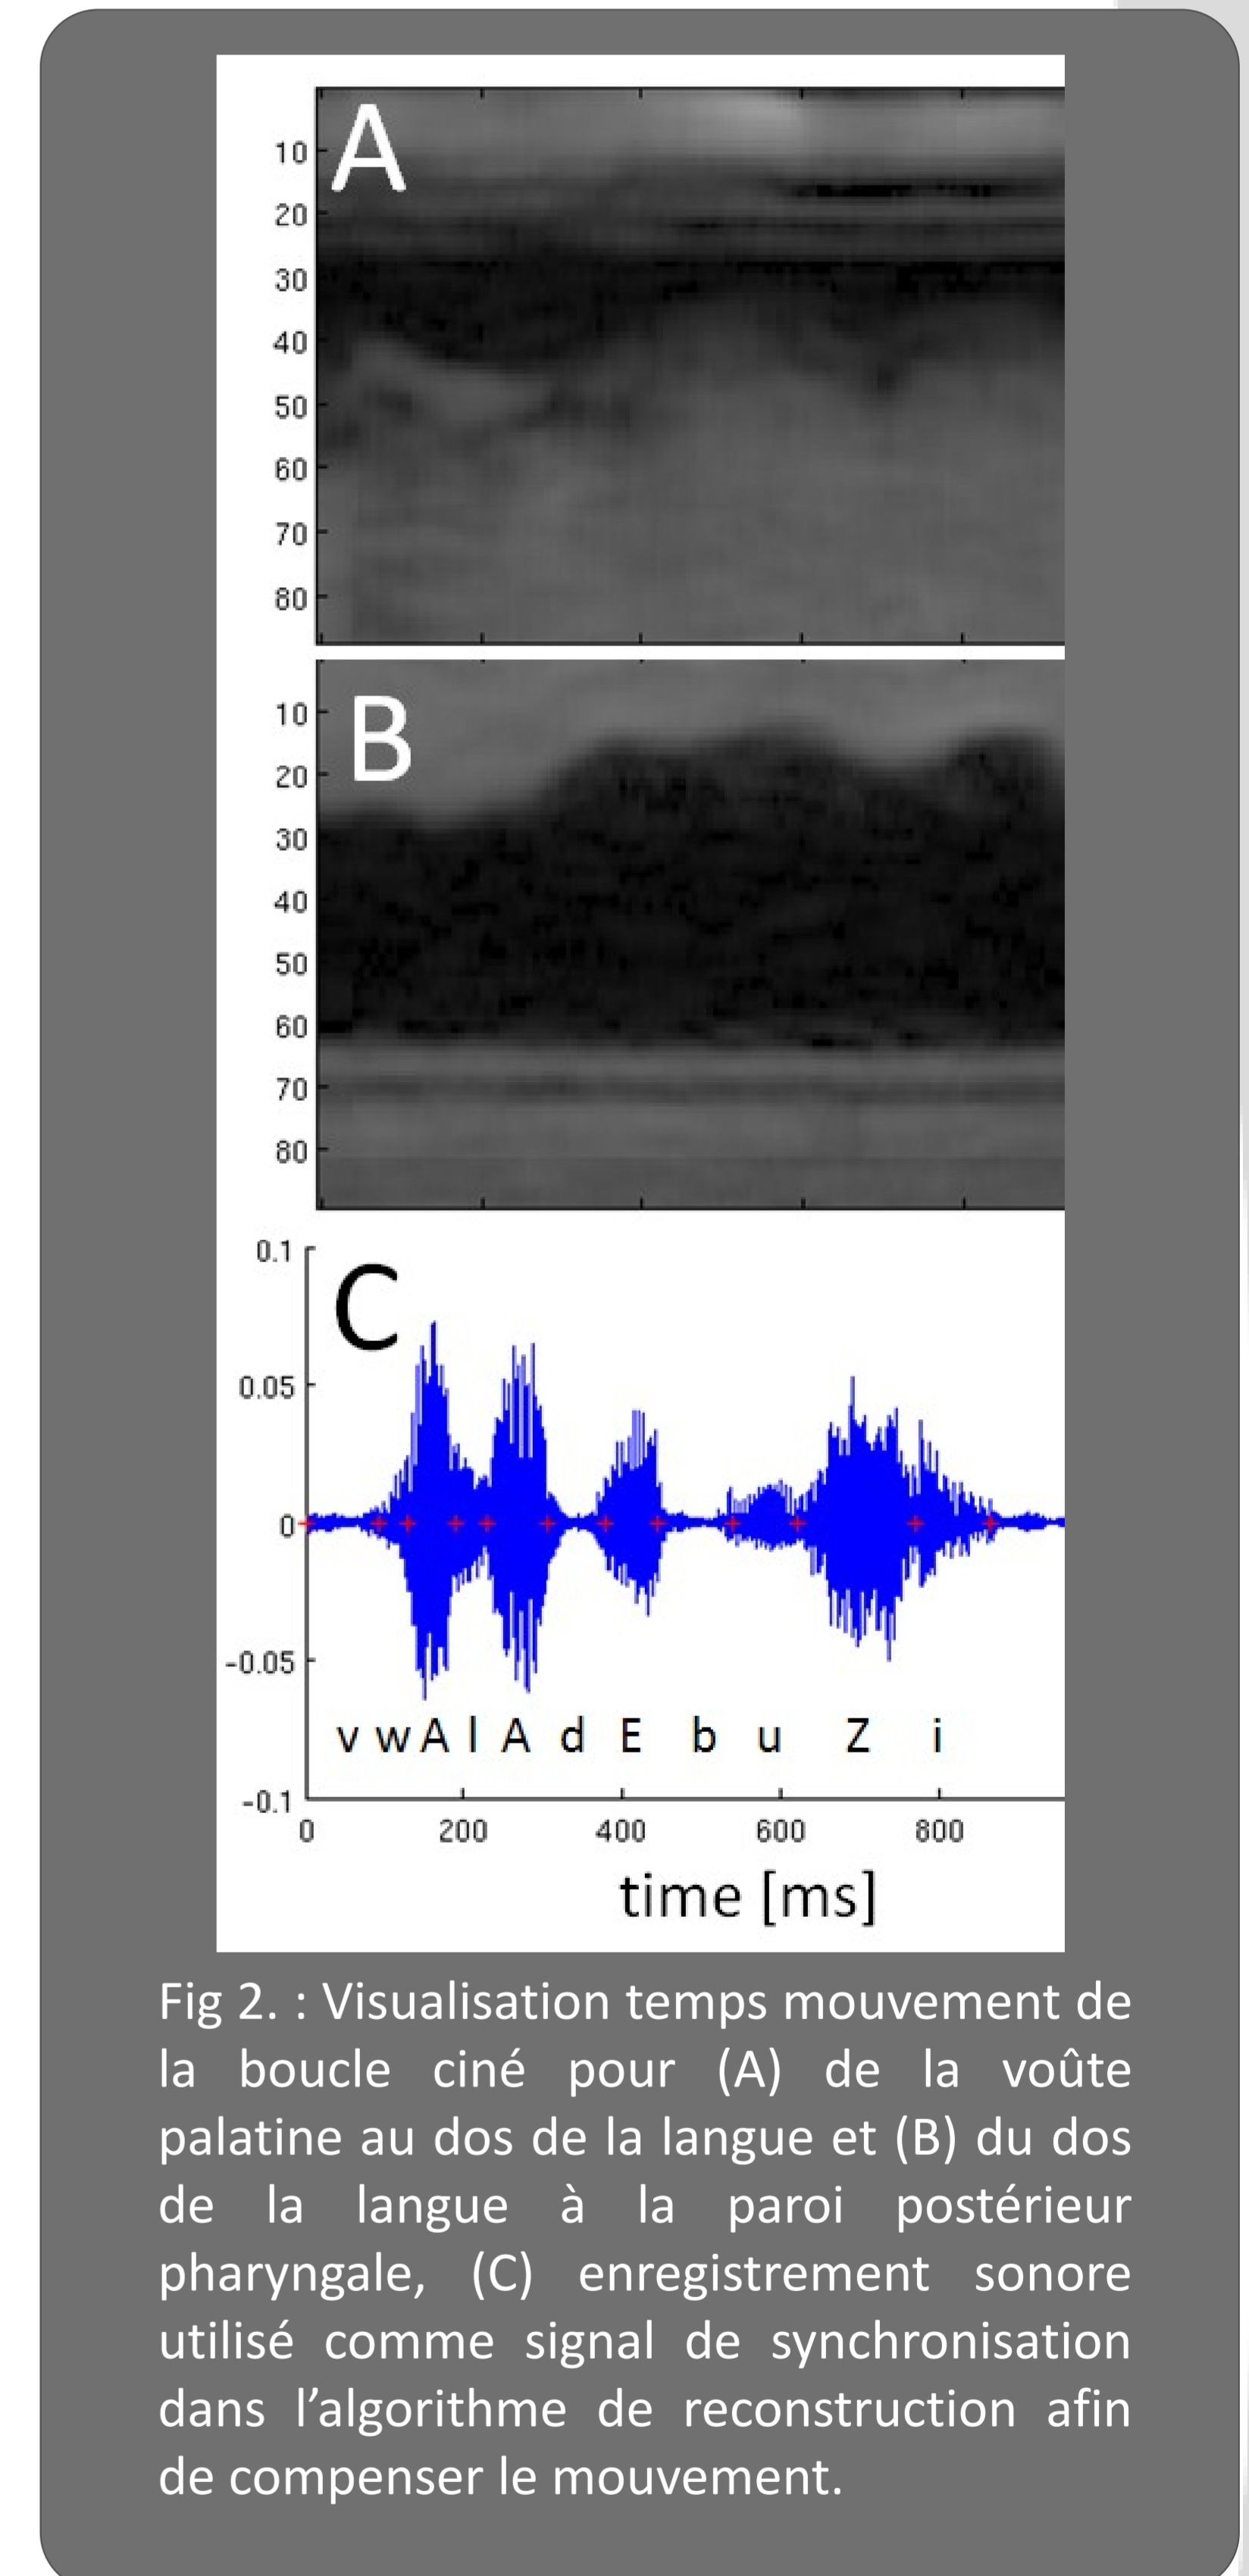 A
10
20
30
40
50
60
70
80
B
10
20
30
40
50
60
70
80
C
0.1
0.05
0
-0.05
-0.1
v w A l A d E b u Z i
0 200 400 600 800
time [ms]
Fig 2. : Visualisation temps mouvement de
la boucle ciné pour (A) de la voûte
palatine au dos de la langue et (B) du dos
de la langue à la paroi postérieur
pharyngale, (C) enregistrement sonore
utilisé comme signal de synchronisation
dans l’algorithme de reconstruction afin
de compenser le mouvement.